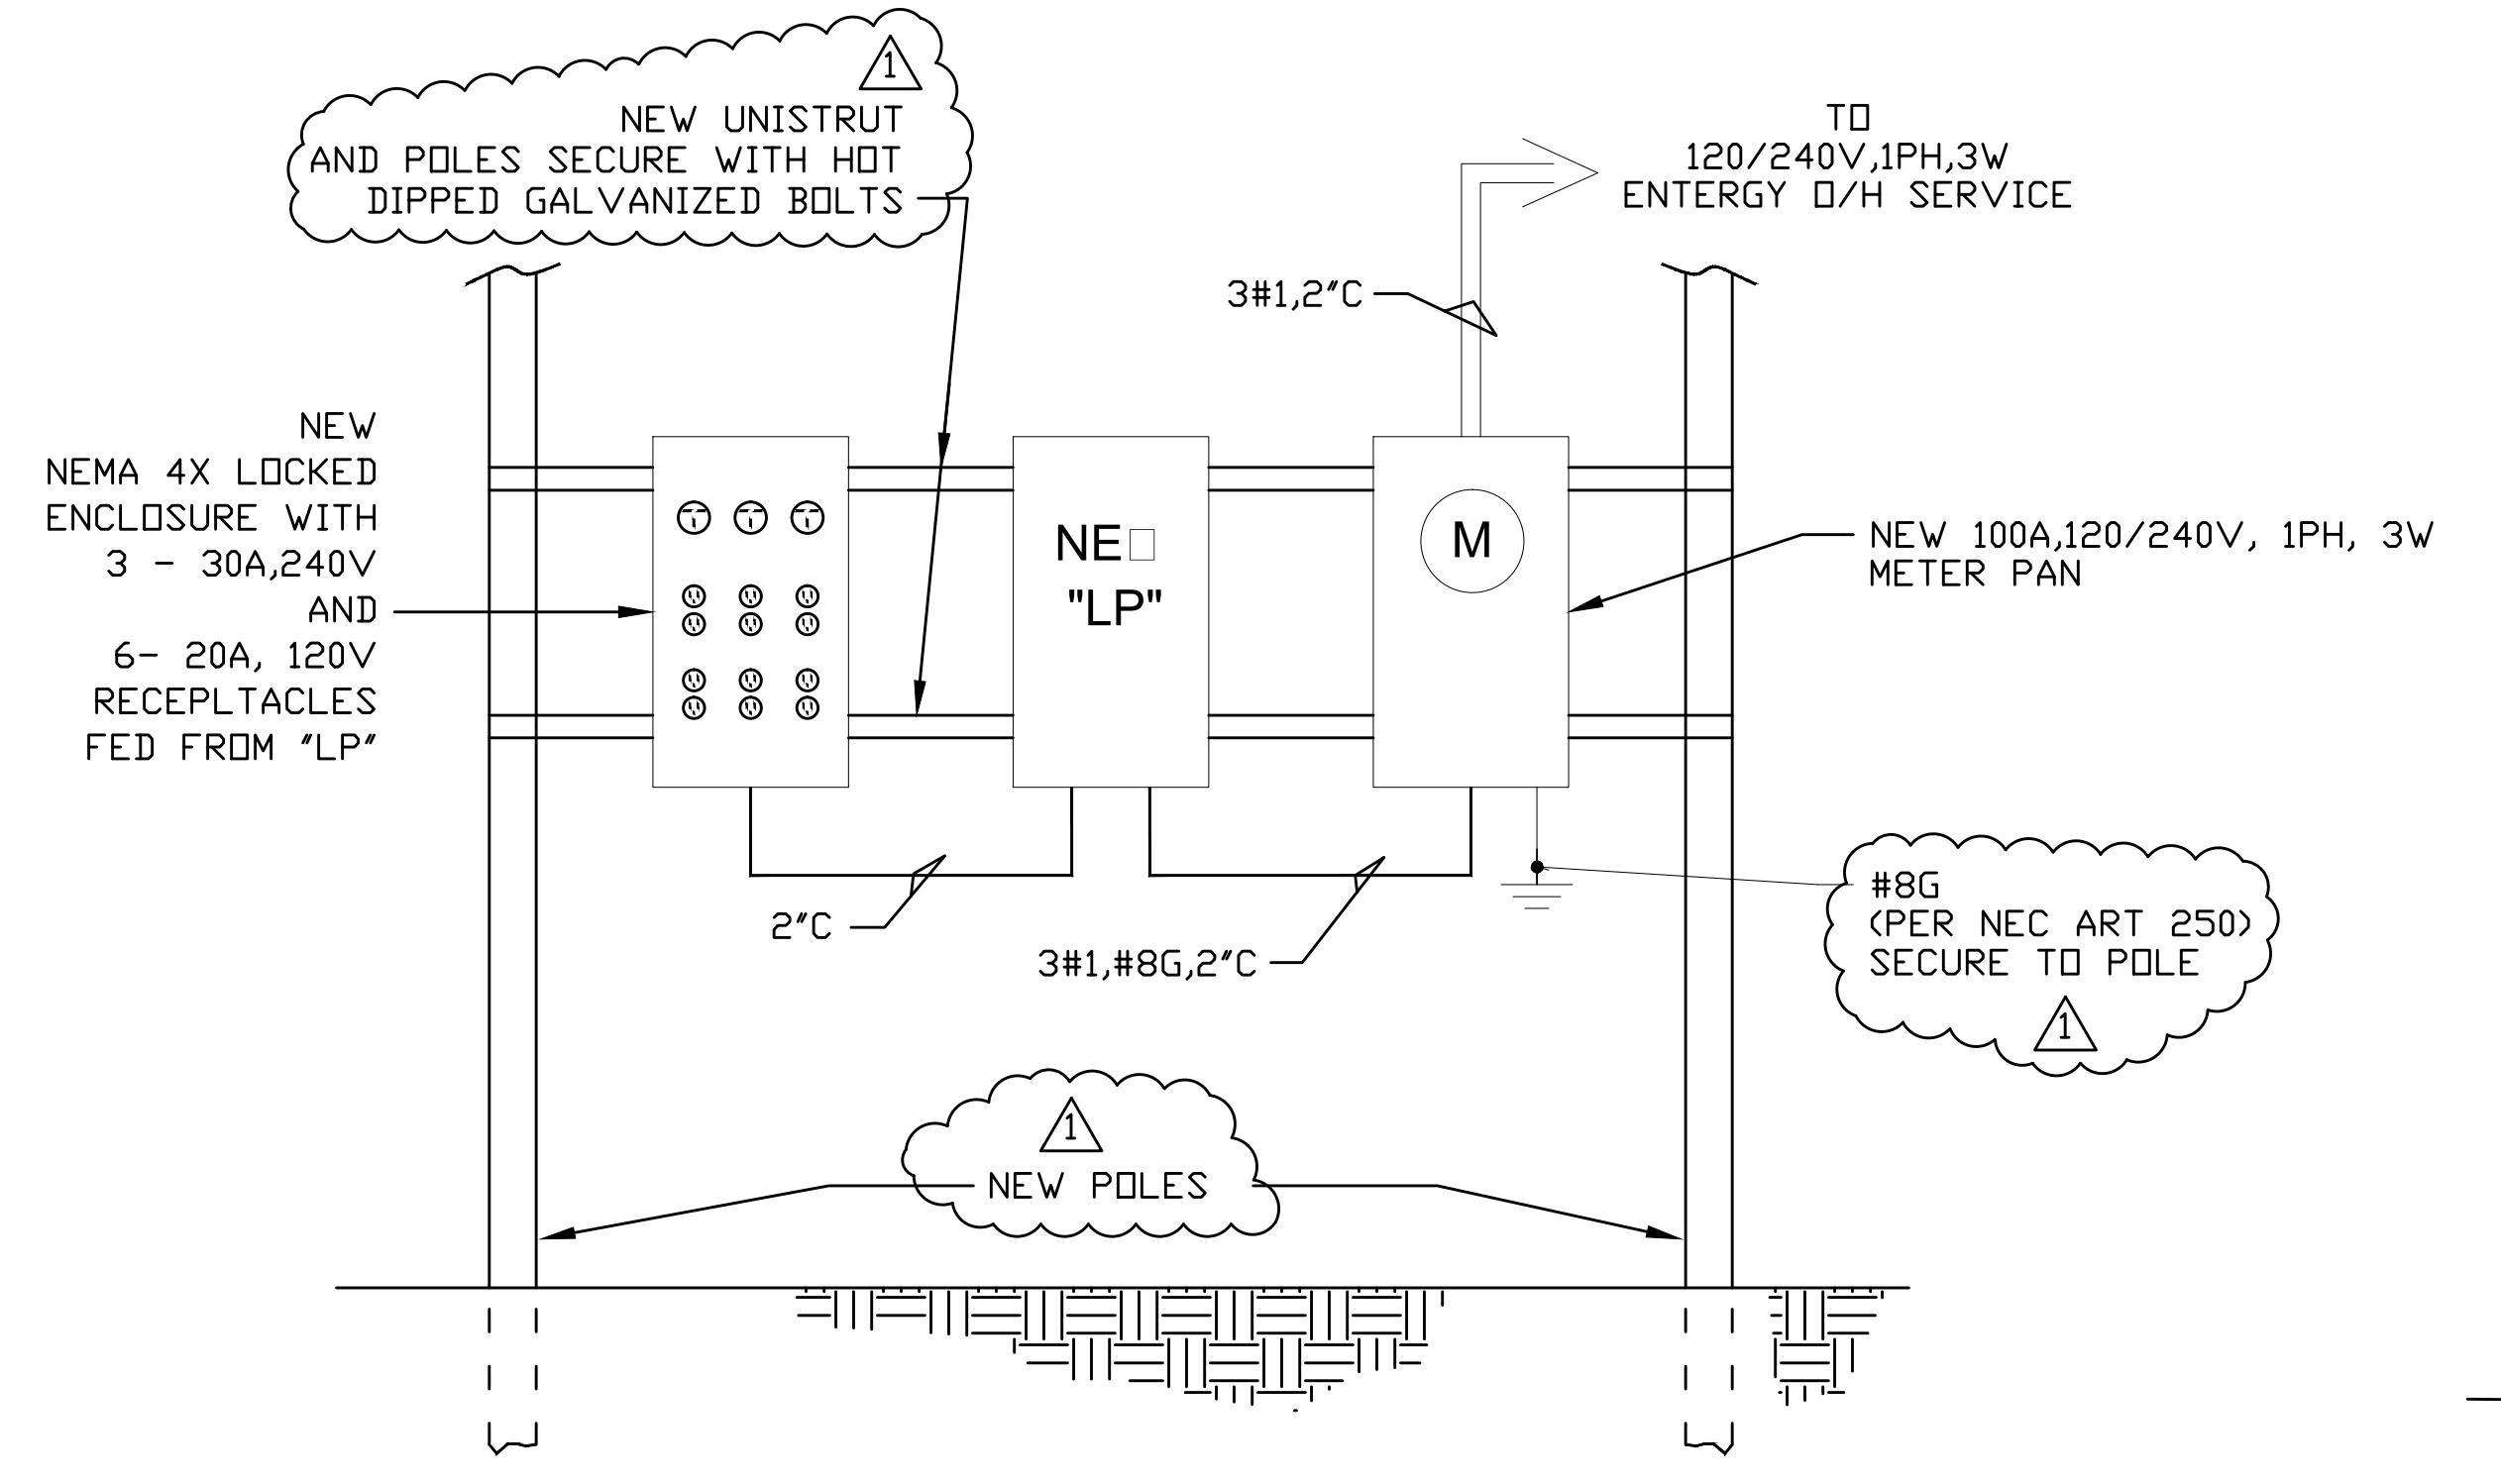 1
NEW UNISTRUT
AND POLES SECURE WITH HOT
DIPPED GALVANIZED BOLTS
TO
120/240V,1PH,3W
ENTERGY O/H SERVICE
3#1,2"C
NEW
NEMA 4X LOCKED
ENCLOSURE WITH
3 - 30A,240V
AND
6- 20A, 120V
RECEPLTACLES
FED FROM "LP"
NE□
"LP"
M
NEW 100A,120/240V, 1PH, 3W
METER PAN
2"C
3#1,#8G,2"C
#8G
(PER NEC ART 250)
SECURE TO POLE
1
1
NEW POLES